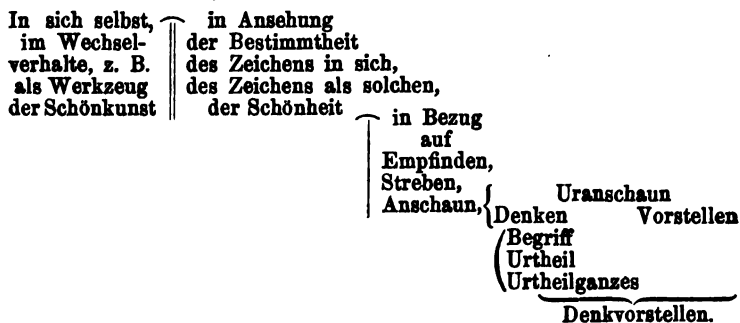 In sich selbst,
im Wechsel-
verhalte, z. B.
als Werkzeug
der Schönkunst
in Ansehung
der Bestimmtheit
des Zeichens in sich,
des Zeichens als solchen,
der Schönheit
in Bezug
auf
Empfinden,
Streben,
Anschaun,
Uranschaun
Denken Vorstellen
Begriff
Urtheil
Urtheilganzes
Denkvorstellen.